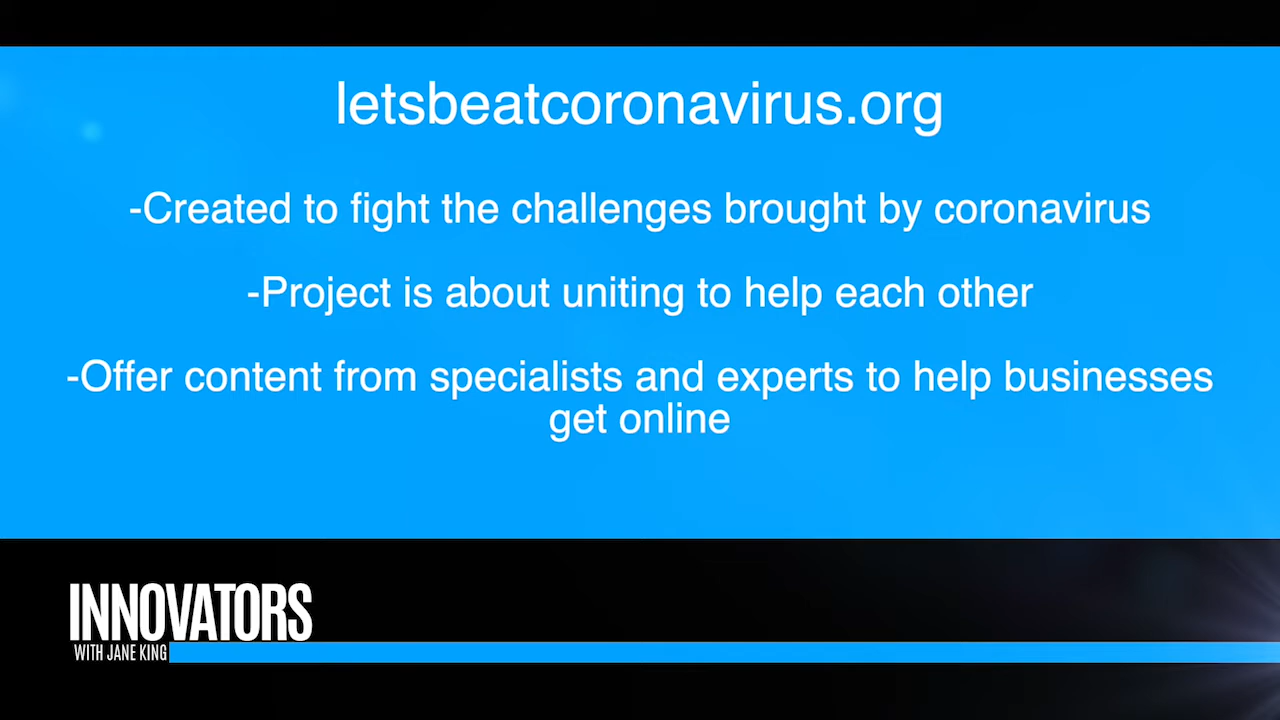 letsbeatcoronavirus.org
-Created to fight the challenges brought by coronavirus
-Project is about uniting to help each other
-Offer content from specialists and experts to help businesses
get online
INNOVATORS
WITH JANE KING